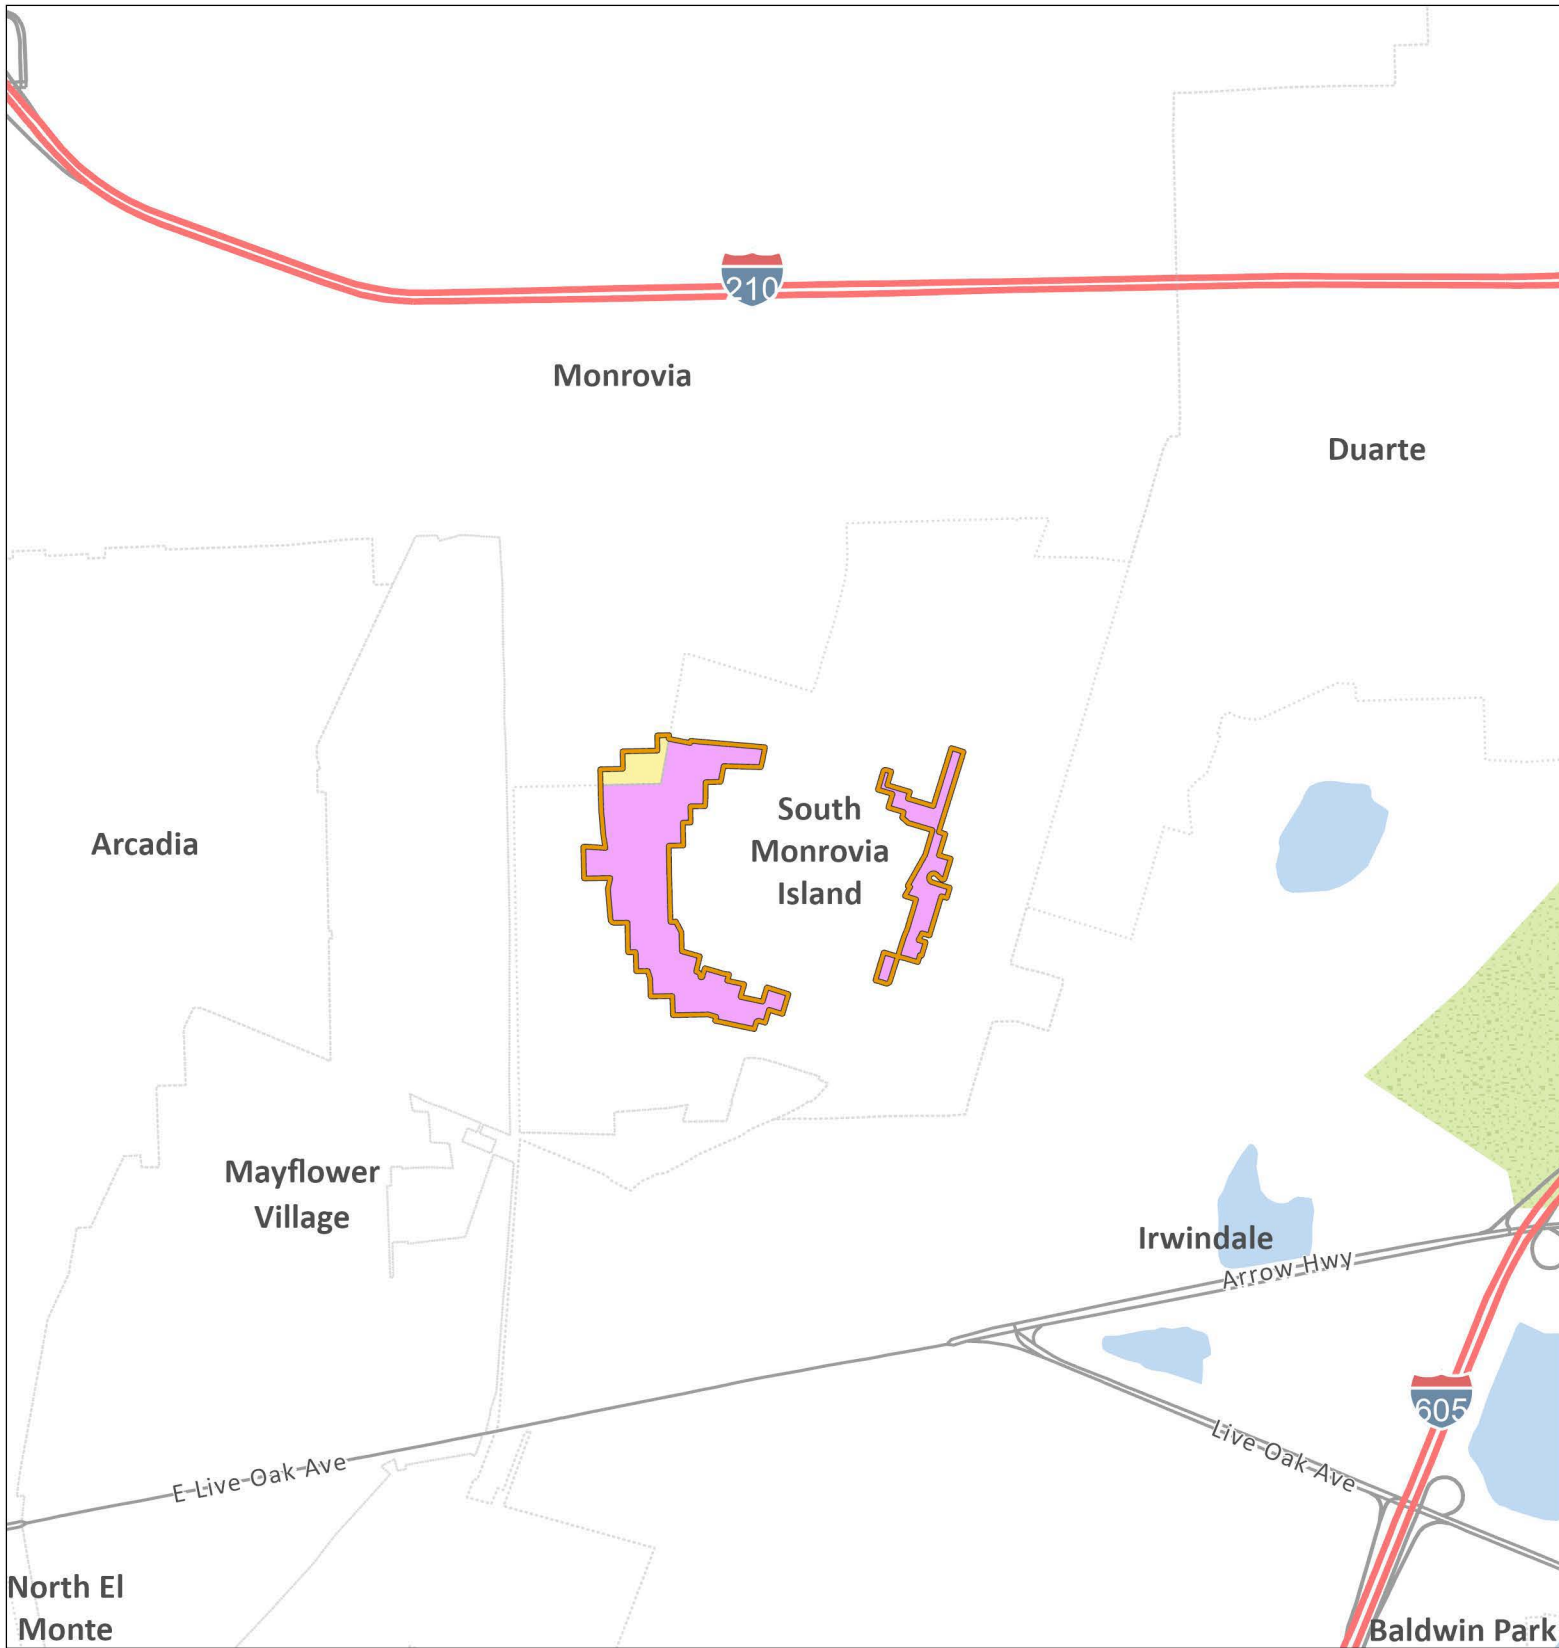 210
Monrovia
Duarte
South
Monrovia
Island
Arcadia
Mayflower
Village
Irwindale
Arrow Hwy
605
Live Oak Ave
E Live Oak Ave
North El
Monte
Baldwin Park